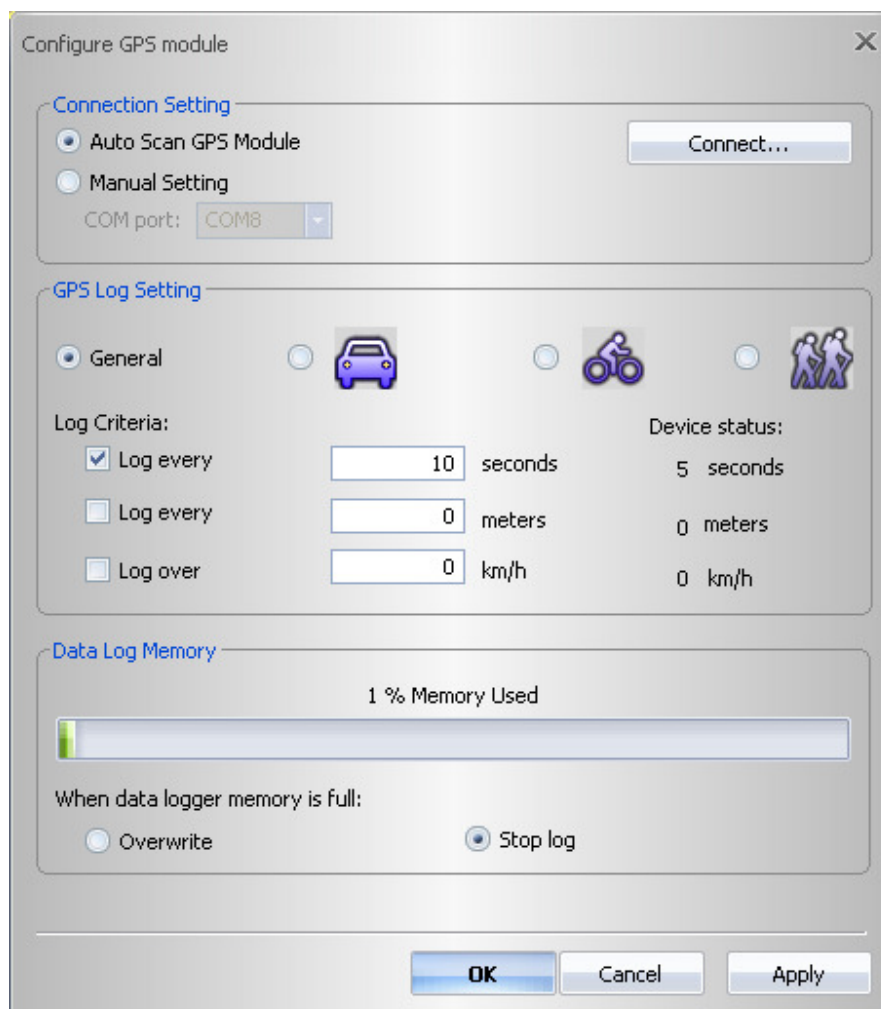 Configure GPS module
Connection Setting
Auto Scan GPS Module
Connect...
Manual Setting
COM port: COM8
GPS Log Setting
General
Log Criteria:
Device status:
Log every 10 seconds 5 seconds
Log every 0 meters 0 meters
Log over 0 km/h 0 km/h
Data Log Memory
1 % Memory Used
When data logger memory is full:
Overwrite Stop log
OK Cancel Apply